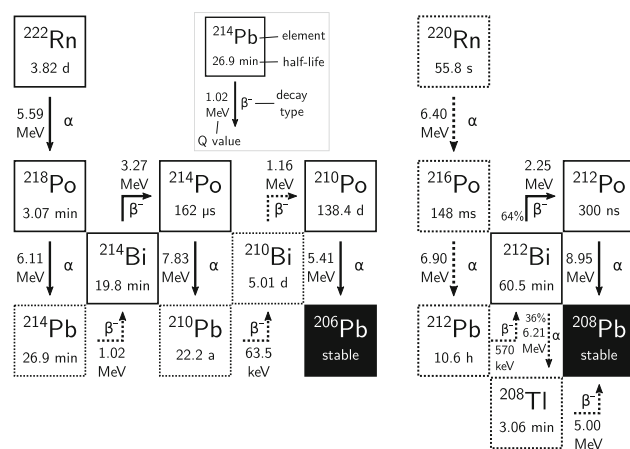 ²²²Rn
3.82 d
5.59
MeV
α
²¹⁸Po
3.07 min
6.11
MeV
α
²¹⁴Pb
26.9 min
β⁻
1.02
MeV
²¹⁴Bi
19.8 min
3.27
MeV
β⁻
²¹⁴Po
162 µs
7.83
MeV
α
²¹⁰Pb
22.2 a
β⁻
63.5
keV
²¹⁰Bi
5.01 d
1.16
MeV
β⁻
²¹⁰Po
138.4 d
5.41
MeV
α
²⁰⁶Pb
stable
²¹⁴Pb
element
26.9 min
half-life
1.02
MeV
β⁻
decay
type
Q value
²²⁰Rn
55.8 s
6.40
MeV
α
²¹⁶Po
148 ms
6.90
MeV
α
²¹²Pb
10.6 h
β⁻
570
keV
²¹²Bi
60.5 min
64%
2.25
MeV
β⁻
²¹²Po
300 ns
8.95
MeV
α
²⁰⁸Pb
stable
36%
6.21
MeV
α
²⁰⁸Tl
3.06 min
β⁻
5.00
MeV